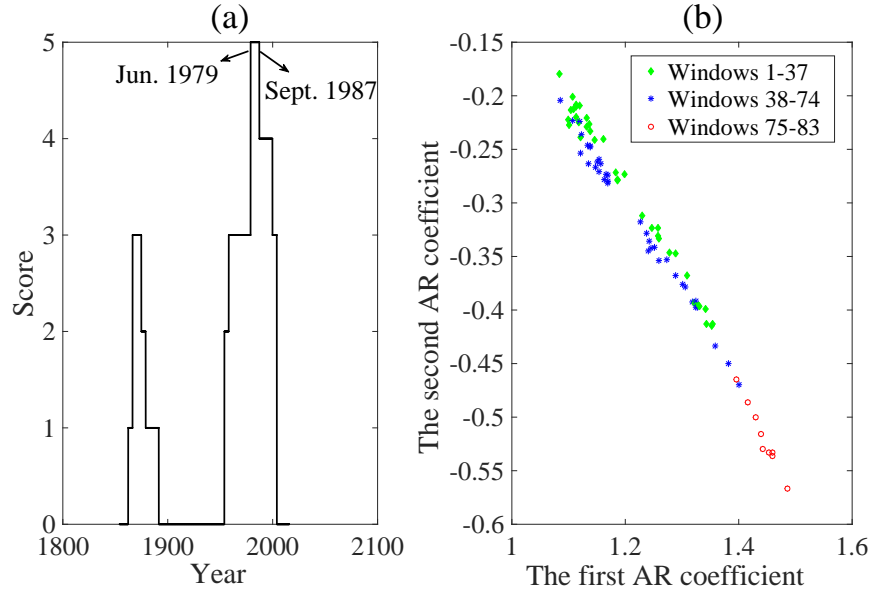 (a)
5
4
3
2
1
0
Score
Jun. 1979
Sept. 1987
1800
1900
2000
2100
Year
(b)
-0.15
-0.2
-0.25
-0.3
-0.35
-0.4
-0.45
-0.5
-0.55
-0.6
The second AR coefficient
Windows 1-37
Windows 38-74
Windows 75-83
1
1.2
1.4
1.6
The first AR coefficient